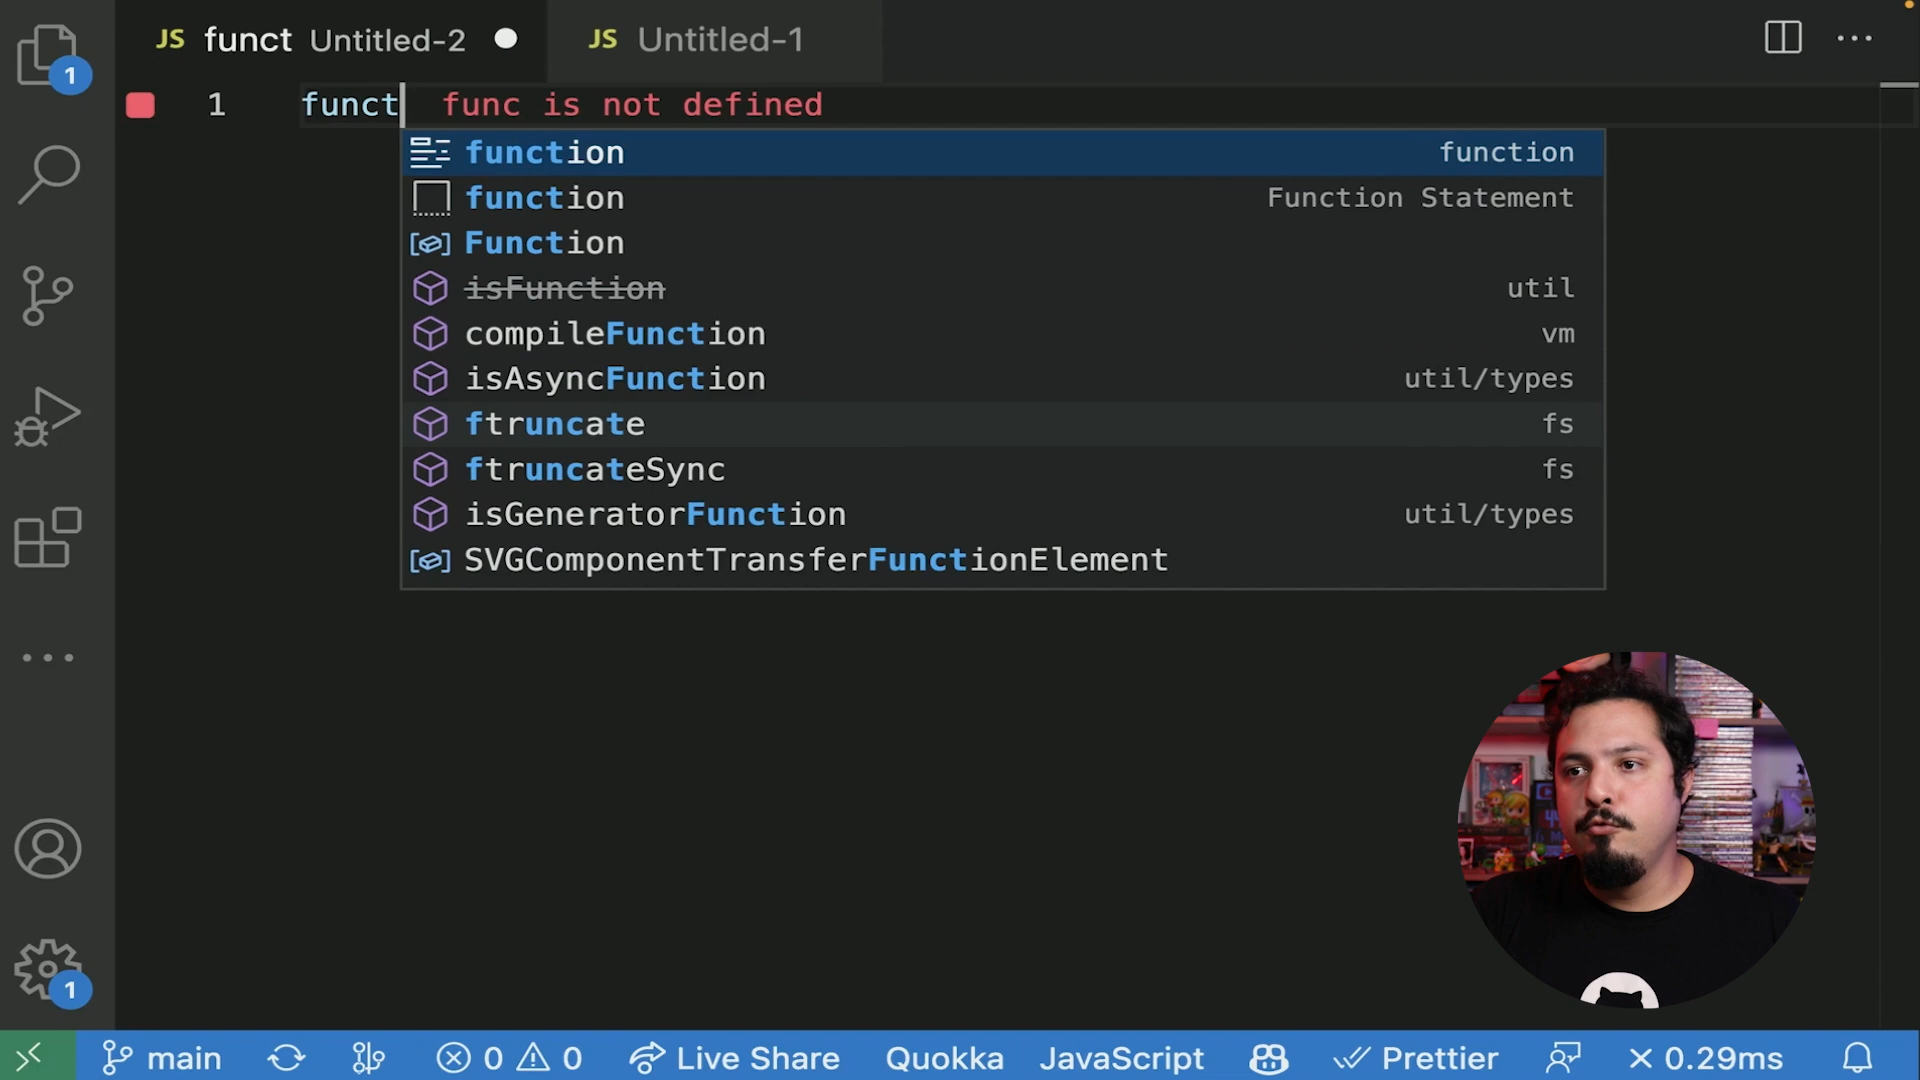 JS funct Untitled-2 JS Untitled-1
1 funct func is not defined
function function
function Function Statement
Function
isFunction util
compileFunction vm
isAsyncFunction util/types
ftruncate fs
ftruncateSync fs
isGeneratorFunction util/types
SVGComponentTransferFunctionElement
1
1
main 0 0 Live Share Quokka JavaScript Prettier × 0.29ms